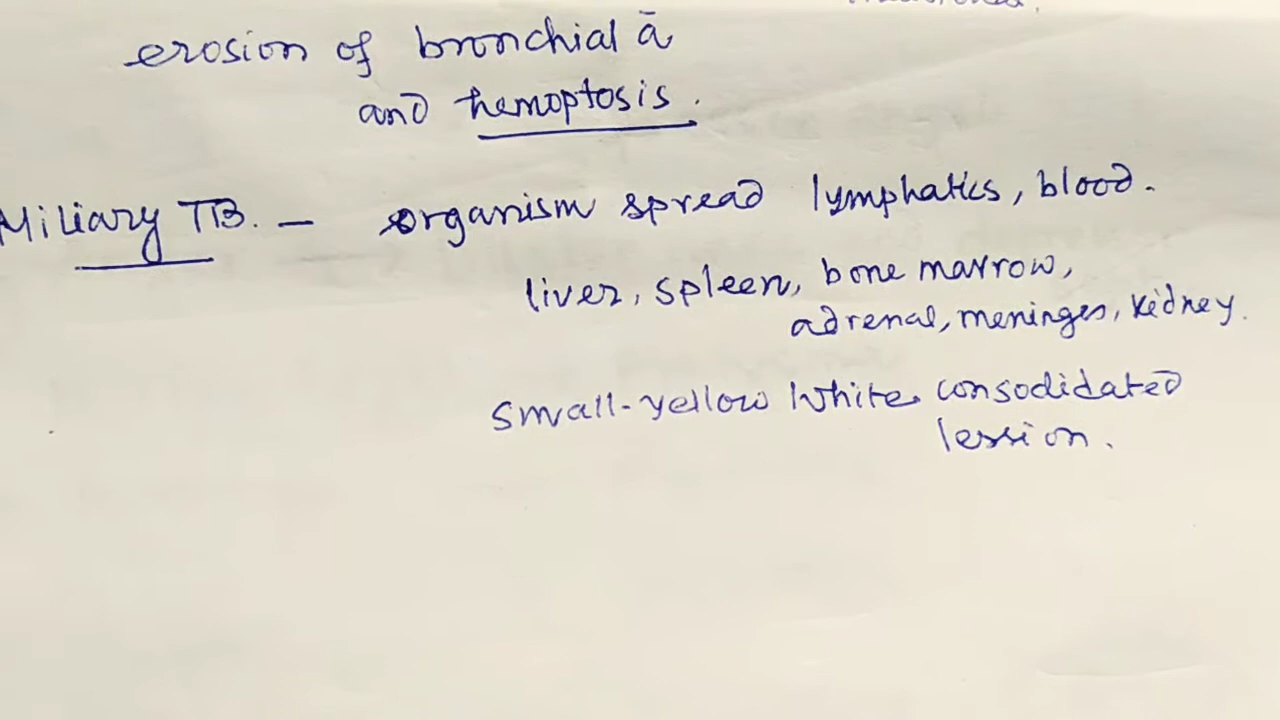 erosion of bronchial ā
and hemoptosis.
Miliary TB. - organism spread lymphatics, blood.
liver, spleen, bone marrow,
adrenal, meninges, kidney.
small-yellow white consodidated
lession.